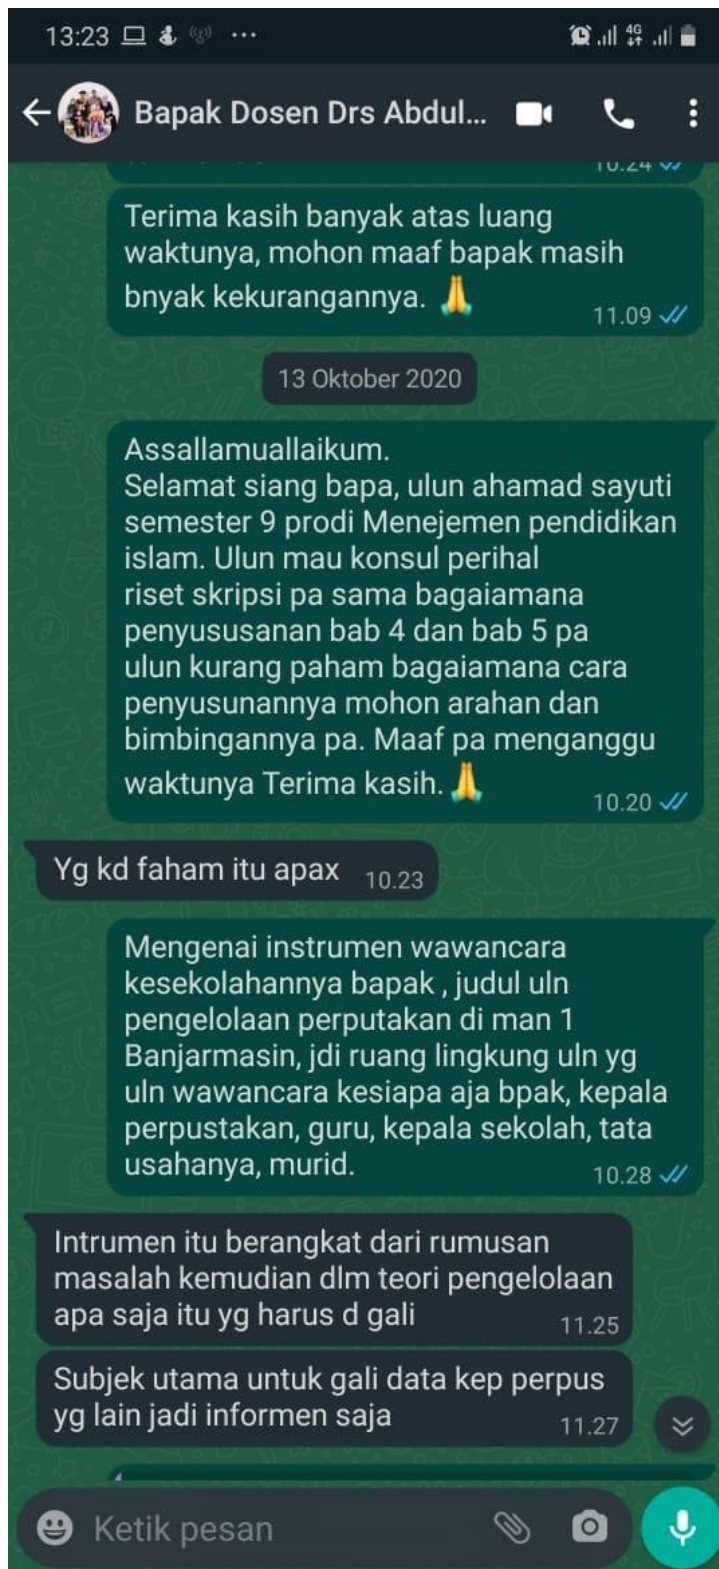 13:23
4G
Bapak Dosen Drs Abdul...
10.24
Terima kasih banyak atas luang
waktunya, mohon maaf bapak masih
bnyak kekurangannya. 🙏
11.09
13 Oktober 2020
Assallamuallaikum.
Selamat siang bapa, ulun ahamad sayuti
semester 9 prodi Menejemen pendidikan
islam. Ulun mau konsul perihal
riset skripsi pa sama bagaiamana
penyususanan bab 4 dan bab 5 pa
ulun kurang paham bagaiamana cara
penyusunannya mohon arahan dan
bimbingannya pa. Maaf pa menganggu
waktunya Terima kasih. 🙏
10.20
Yg kd faham itu apax 10.23
Mengenai instrumen wawancara
kesekolahannya bapak , judul uln
pengelolaan perputakan di man 1
Banjarmasin, jdi ruang lingkung uln yg
uln wawancara kesiapa aja bpak, kepala
perpustakan, guru, kepala sekolah, tata
usahanya, murid.
10.28
Intrumen itu berangkat dari rumusan
masalah kemudian dlm teori pengelolaan
apa saja itu yg harus d gali
11.25
Subjek utama untuk gali data kep perpus
yg lain jadi informen saja
11.27
Ketik pesan